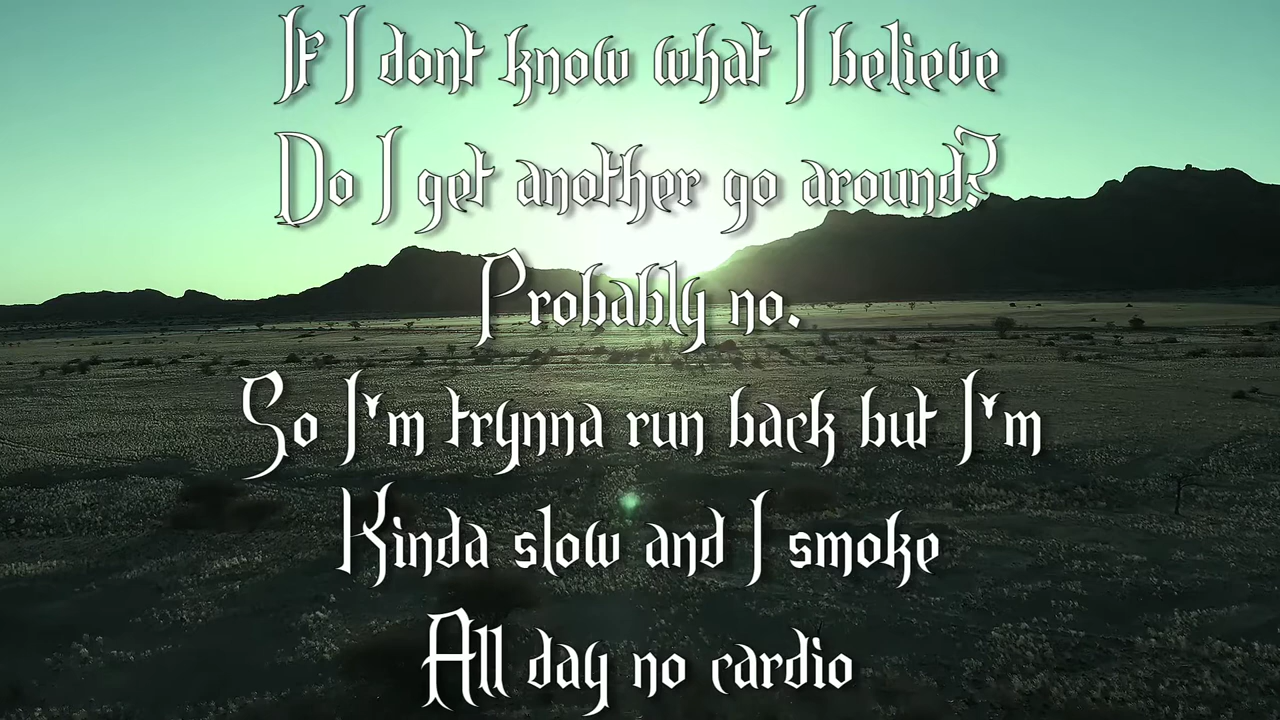 If I dont know what I believe
Do I get another go around?
Probably no.
So I'm trynna run back but I'm
Kinda slow and I smoke
All day no cardio